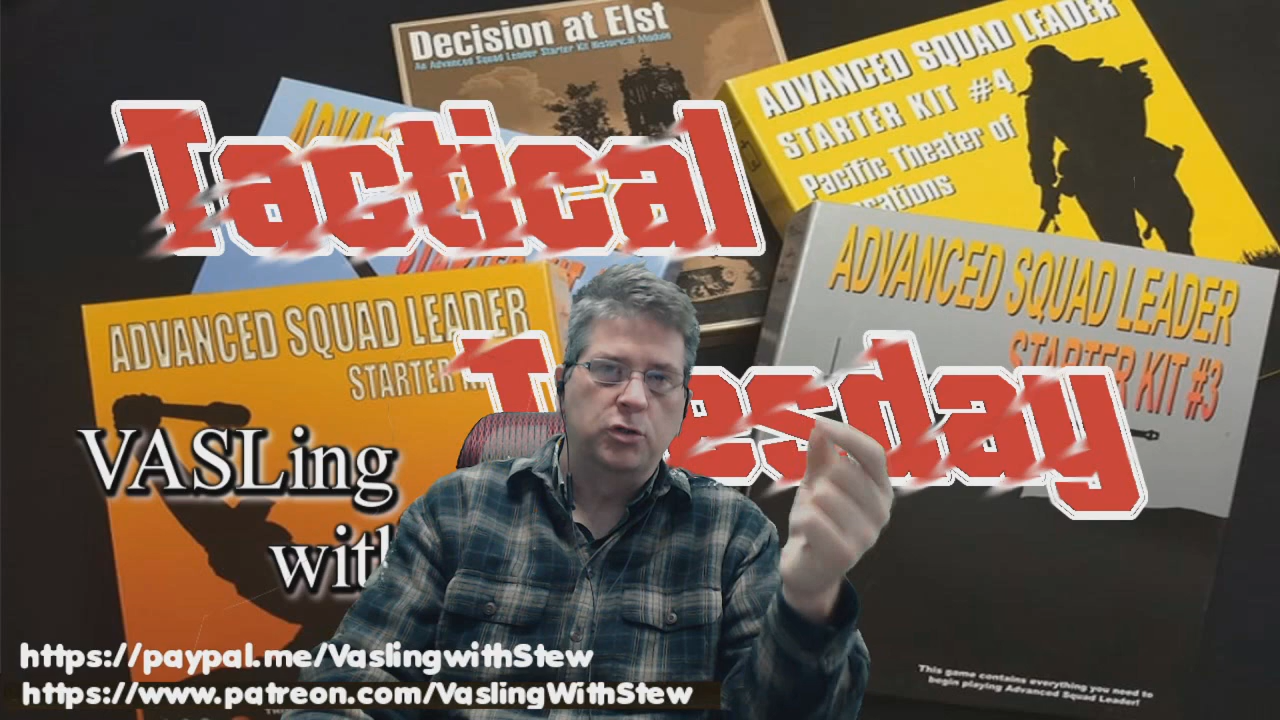 Decision at Elst
An Advanced Squad Leader Starter Kit Historical Module
ADVANCED SQUAD LEADER
STARTER KIT #4
Pacific Theater of
Tactical
ADVANCED SQUAD LEADER
STARTER KIT #3
ADVANCED SQUAD LEADER
STARTER
Tuesday
VASLing
with
https://paypal.me/VaslingwithStew
https://www.patreon.com/VaslingWithStew
This game contains everything you need to
begin playing Advanced Squad Leader!